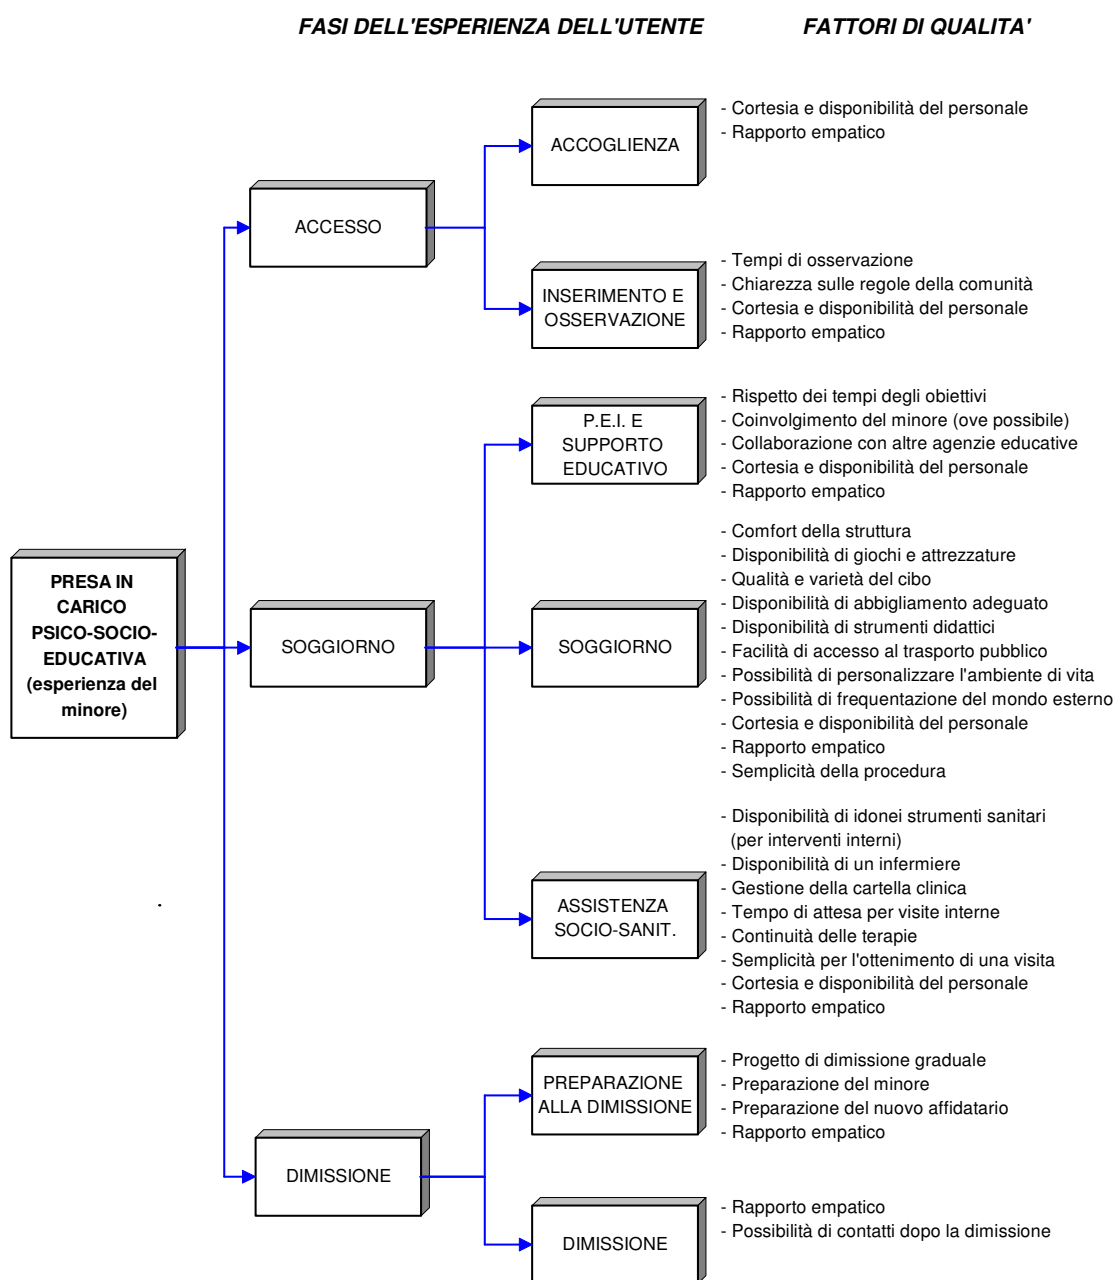 FASI DELL'ESPERIENZA DELL'UTENTE
FATTORI DI QUALITA'
ACCOGLIENZA
- Cortesia e disponibilità del personale
- Rapporto empatico
ACCESSO
INSERIMENTO E
OSSERVAZIONE
- Tempi di osservazione
- Chiarezza sulle regole della comunità
- Cortesia e disponibilità del personale
- Rapporto empatico
P.E.I. E
SUPPORTO
EDUCATIVO
- Rispetto dei tempi degli obiettivi
- Coinvolgimento del minore (ove possibile)
- Collaborazione con altre agenzie educative
- Cortesia e disponibilità del personale
- Rapporto empatico
PRESA IN
CARICO
PSICO-SOCIO-
EDUCATIVA
(esperienza del
minore)
SOGGIORNO
SOGGIORNO
- Comfort della struttura
- Disponibilità di giochi e attrezzature
- Qualità e varietà del cibo
- Disponibilità di abbigliamento adeguato
- Disponibilità di strumenti didattici
- Facilità di accesso al trasporto pubblico
- Possibilità di personalizzare l'ambiente di vita
- Possibilità di frequentazione del mondo esterno
- Cortesia e disponibilità del personale
- Rapporto empatico
- Semplicità della procedura
ASSISTENZA
SOCIO-SANIT.
- Disponibilità di idonei strumenti sanitari
(per interventi interni)
- Disponibilità di un infermiere
- Gestione della cartella clinica
- Tempo di attesa per visite interne
- Continuità delle terapie
- Semplicità per l'ottenimento di una visita
- Cortesia e disponibilità del personale
- Rapporto empatico
PREPARAZIONE
ALLA DIMISSIONE
- Progetto di dimissione graduale
- Preparazione del minore
- Preparazione del nuovo affidatario
- Rapporto empatico
DIMISSIONE
DIMISSIONE
- Rapporto empatico
- Possibilità di contatti dopo la dimissione